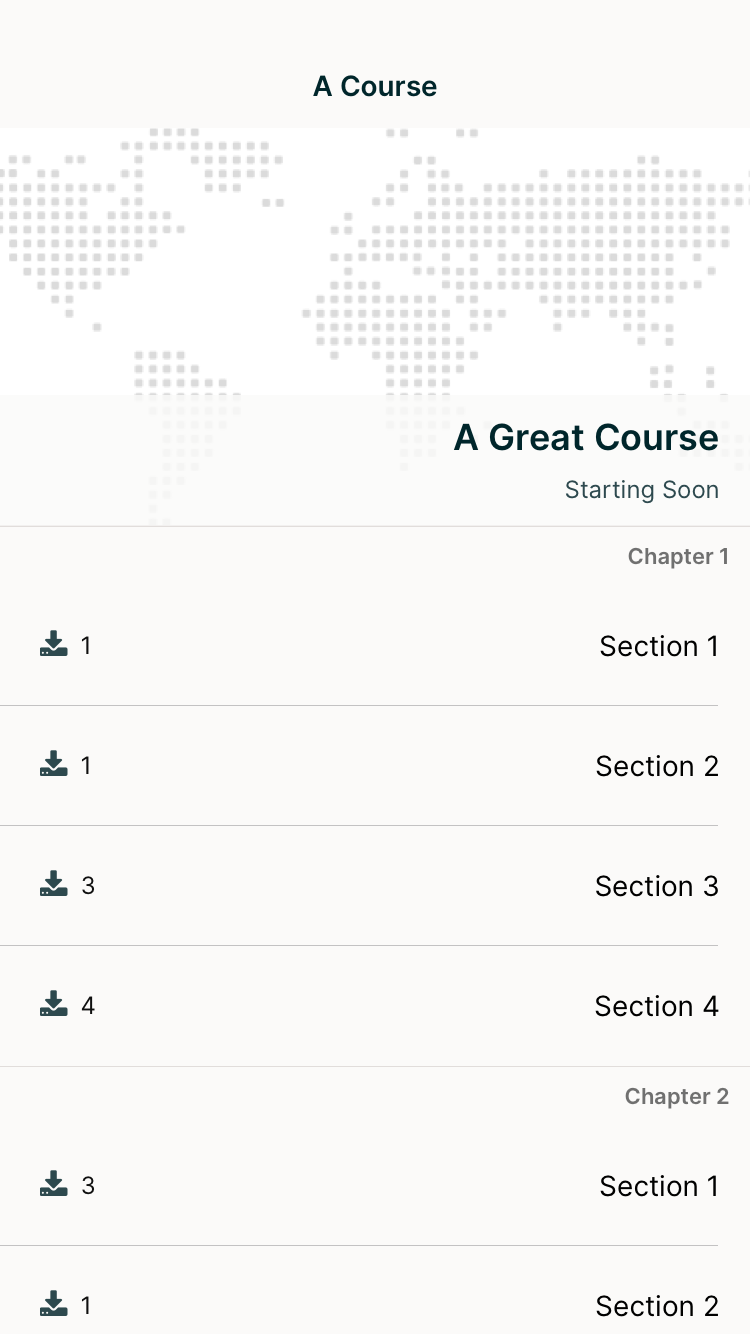 A Course
A Great Course
Starting Soon
Chapter 1
Section 1
1
Section 2
1
Section 3
3
Section 4
4
Chapter 2
Section 1
3
Section 2
1